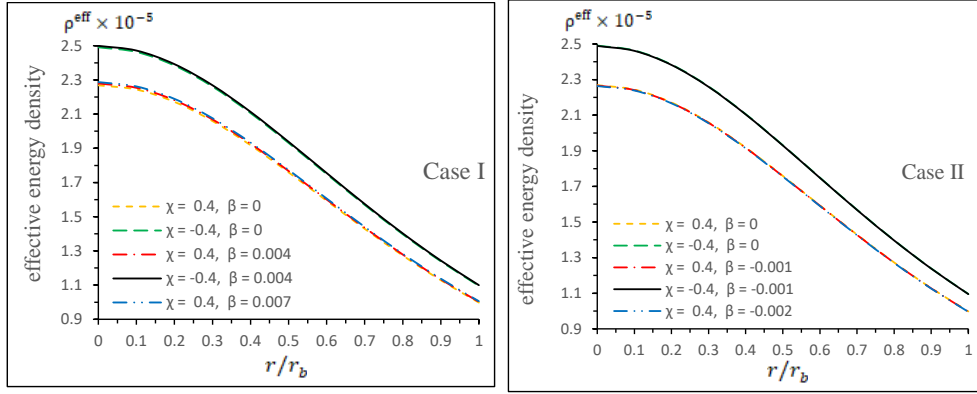 ρ^eff × 10^-5
effective energy density
2.5
2.3
2.1
1.9
1.7
1.5
1.3
1.1
0.9
Case I
χ = 0.4, β = 0
χ = -0.4, β = 0
χ = 0.4, β = 0.004
χ = -0.4, β = 0.004
χ = 0.4, β = 0.007
0 0.1 0.2 0.3 0.4 0.5 0.6 0.7 0.8 0.9 1
r/r_b
ρ^eff × 10^-5
effective energy density
2.5
2.3
2.1
1.9
1.7
1.5
1.3
1.1
0.9
Case II
χ = 0.4, β = 0
χ = -0.4, β = 0
χ = 0.4, β = -0.001
χ = -0.4, β = -0.001
χ = 0.4, β = -0.002
0 0.1 0.2 0.3 0.4 0.5 0.6 0.7 0.8 0.9 1
r/r_b